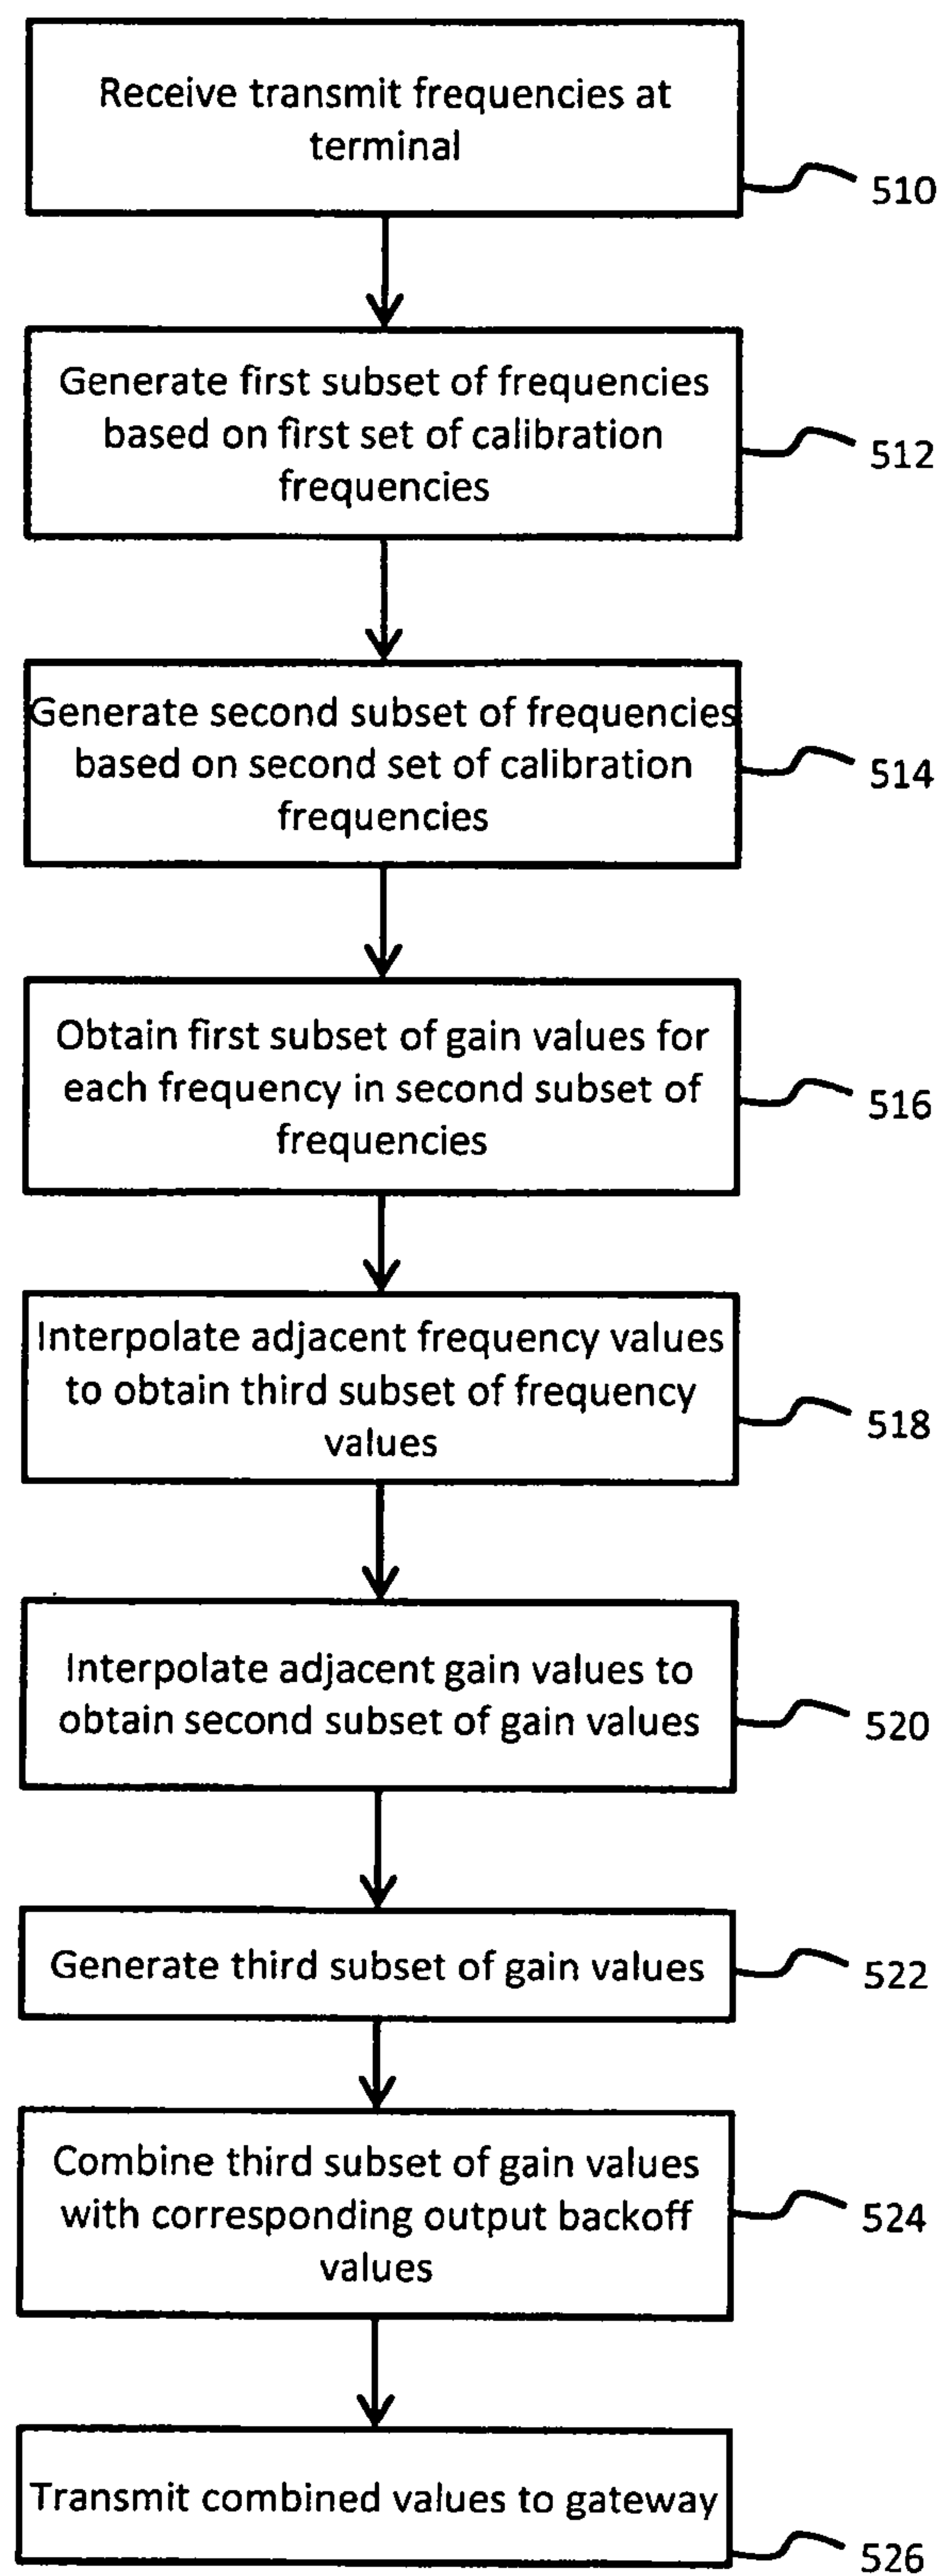 Receive transmit frequencies at
terminal
510
Generate first subset of frequencies
based on first set of calibration
frequencies
512
Generate second subset of frequencies
based on second set of calibration
frequencies
514
Obtain first subset of gain values for
each frequency in second subset of
frequencies
516
Interpolate adjacent frequency values
to obtain third subset of frequency
values
518
Interpolate adjacent gain values to
obtain second subset of gain values
520
Generate third subset of gain values
522
Combine third subset of gain values
with corresponding output backoff
values
524
Transmit combined values to gateway
526